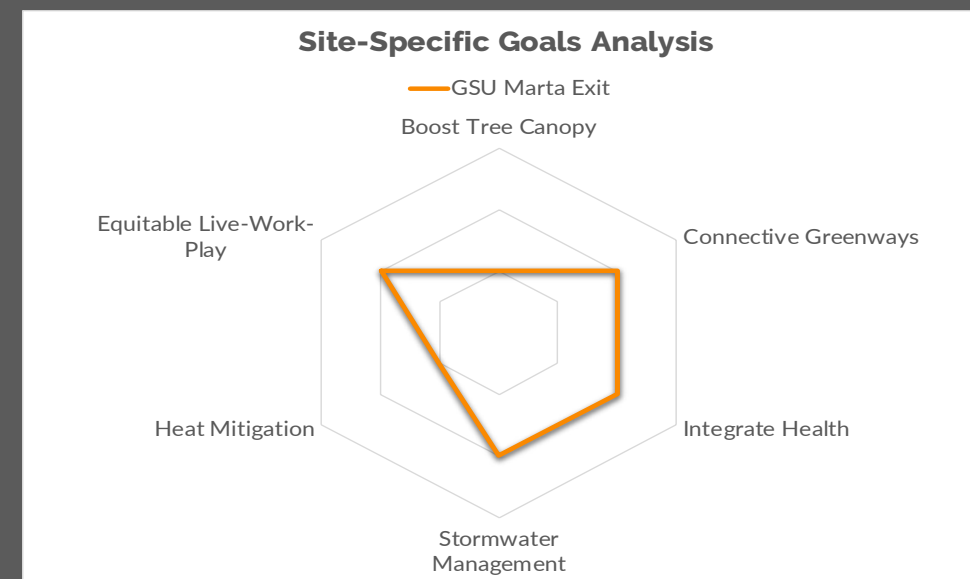 Site-Specific Goals Analysis
GSU Marta Exit
Boost Tree Canopy
Equitable Live-Work-
Play
Connective Greenways
Heat Mitigation
Integrate Health
Stormwater
Management